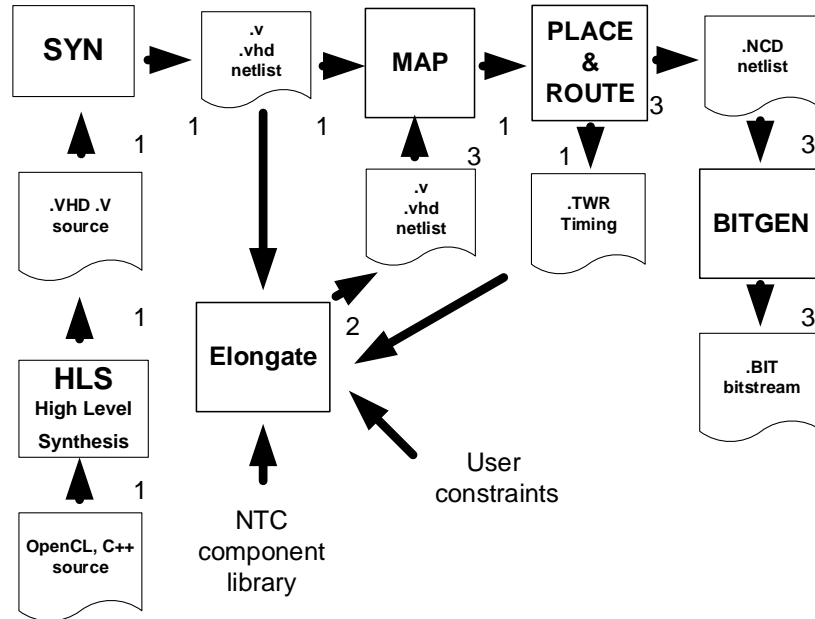 SYN
.v
.vhd
netlist
MAP
PLACE
&
ROUTE
3
.NCD
netlist
1
1
1
1
3
1
3
.VHD .V
source
.v
.vhd
netlist
.TWR
Timing
BITGEN
1
2
3
Elongate
HLS
High Level
Synthesis
.BIT
bitstream
1
User
constraints
NTC
component
library
OpenCL, C++
source